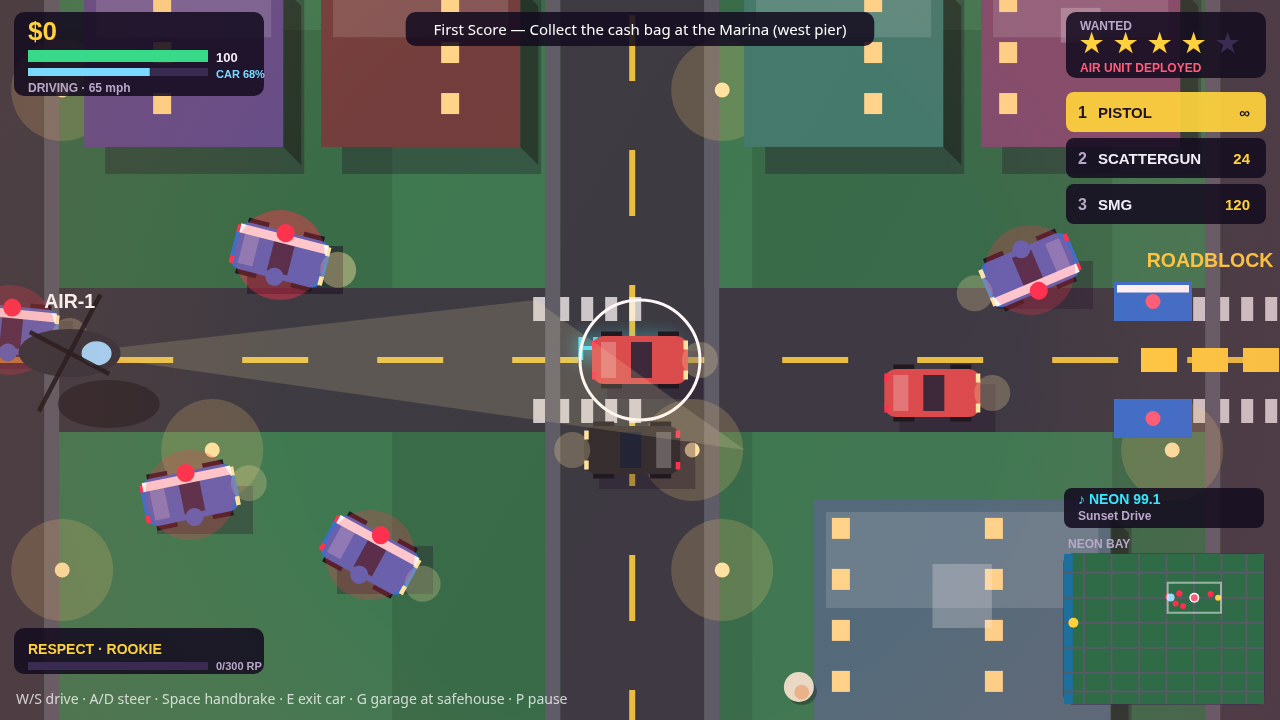 $0
100
CAR 68%
DRIVING · 65 mph
First Score — Collect the cash bag at the Marina (west pier)
WANTED
★ ★ ★ ★ ★
AIR UNIT DEPLOYED
1 PISTOL ∞
2 SCATTERGUN 24
3 SMG 120
ROADBLOCK
AIR-1
♪ NEON 99.1
Sunset Drive
NEON BAY
RESPECT · ROOKIE
0/300 RP
W/S drive · A/D steer · Space handbrake · E exit car · G garage at safehouse · P pause